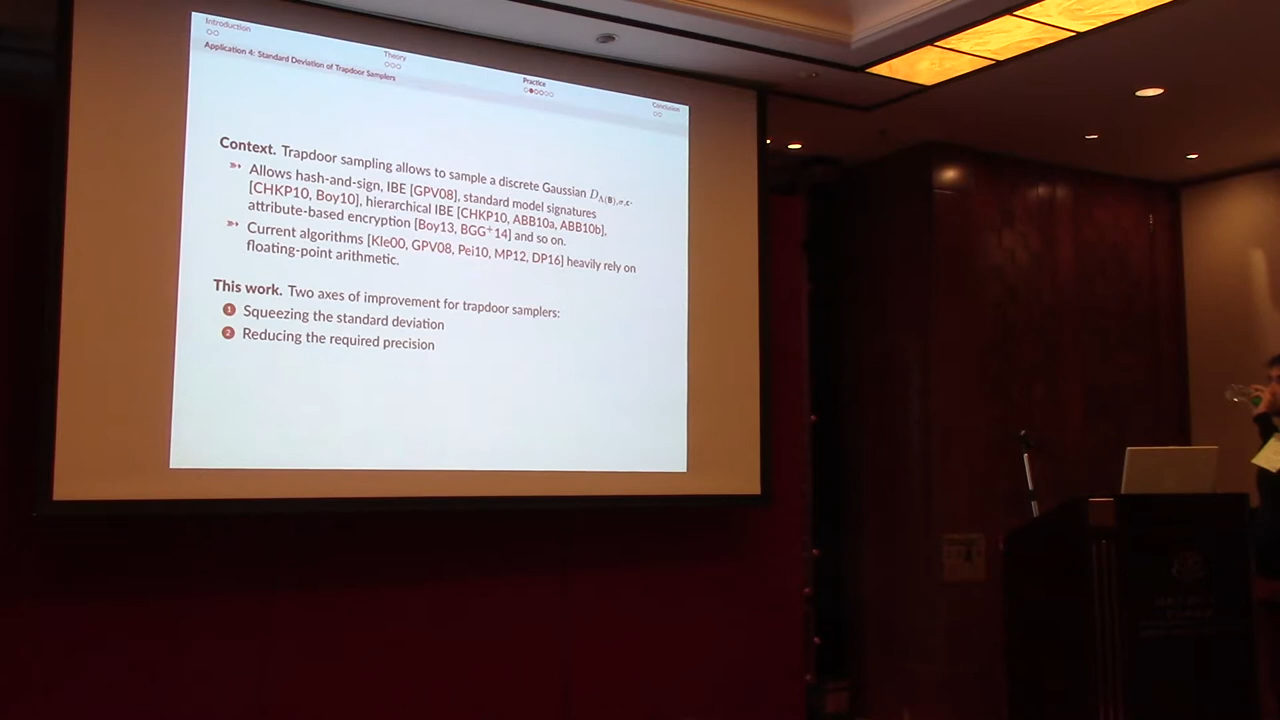 Introduction
Theory
Practice
Conclusion
Application 4: Standard Deviation of Trapdoor Samplers
Context. Trapdoor sampling allows to sample a discrete Gaussian D_Λ(B),σ,c.
➳ Allows hash-and-sign, IBE [GPV08], standard model signatures
[CHKP10, Boy10], hierarchical IBE [CHKP10, ABB10a, ABB10b],
attribute-based encryption [Boy13, BGG+14] and so on.
➳ Current algorithms [Kle00, GPV08, Pei10, MP12, DP16] heavily rely on
floating-point arithmetic.
This work. Two axes of improvement for trapdoor samplers:
1 Squeezing the standard deviation
2 Reducing the required precision